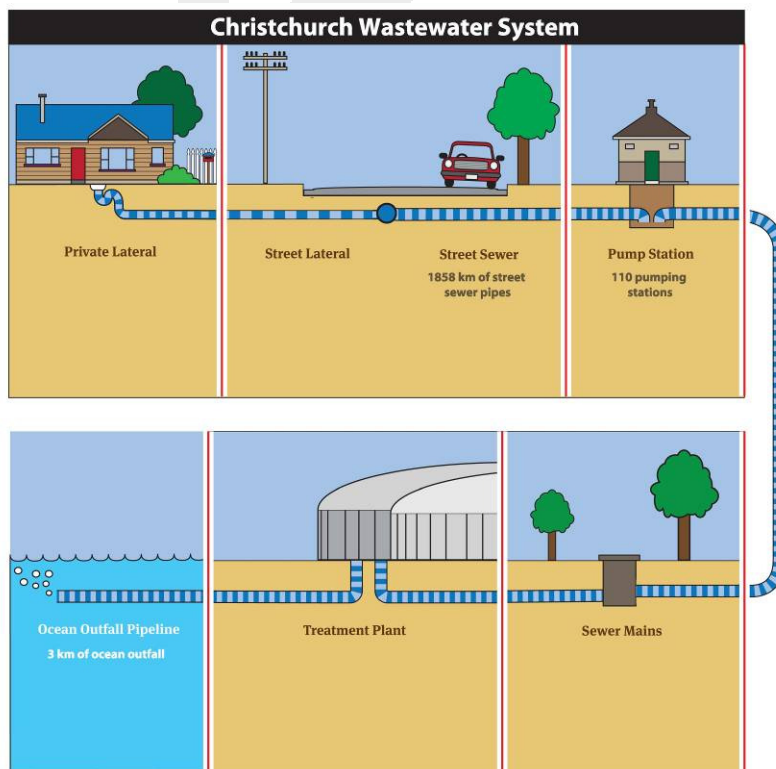 Christchurch Wastewater System
Private Lateral
Street Lateral
Street Sewer
1858 km of street
sewer pipes
Pump Station
110 pumping
stations
Ocean Outfall Pipeline
3 km of ocean outfall
Treatment Plant
Sewer Mains